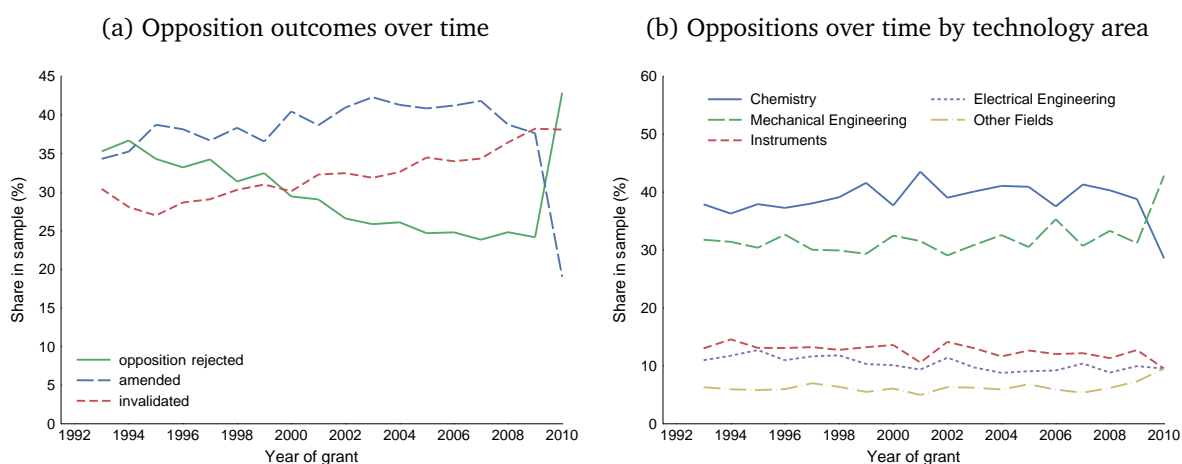 (a) Opposition outcomes over time
45
40
35
30
25
20
15
10
5
0
Share in sample (%)
opposition rejected
amended
invalidated
1992 1994 1996 1998 2000 2002 2004 2006 2008 2010
Year of grant
(b) Oppositions over time by technology area
60
50
40
30
20
10
0
Share in sample (%)
Chemistry
Mechanical Engineering
Instruments
Electrical Engineering
Other Fields
1992 1994 1996 1998 2000 2002 2004 2006 2008 2010
Year of grant